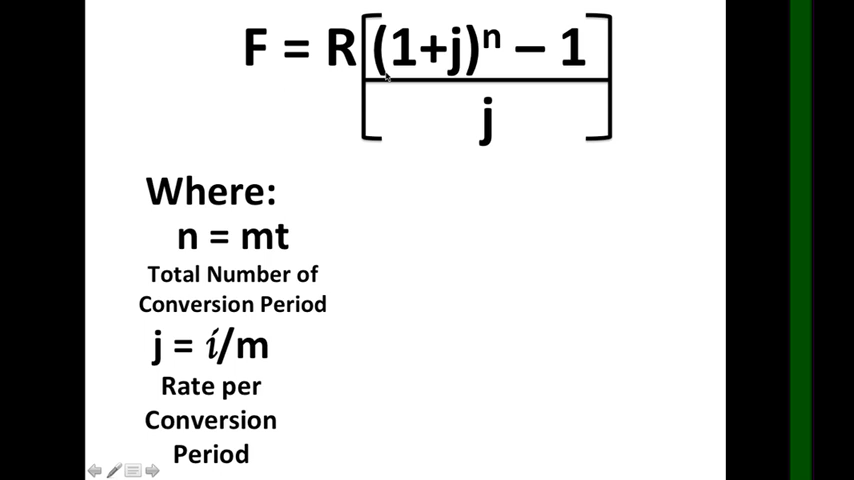 F = R[(1+j)ⁿ – 1
j]
Where:
n = mt
Total Number of
Conversion Period
j = i/m
Rate per
Conversion
Period